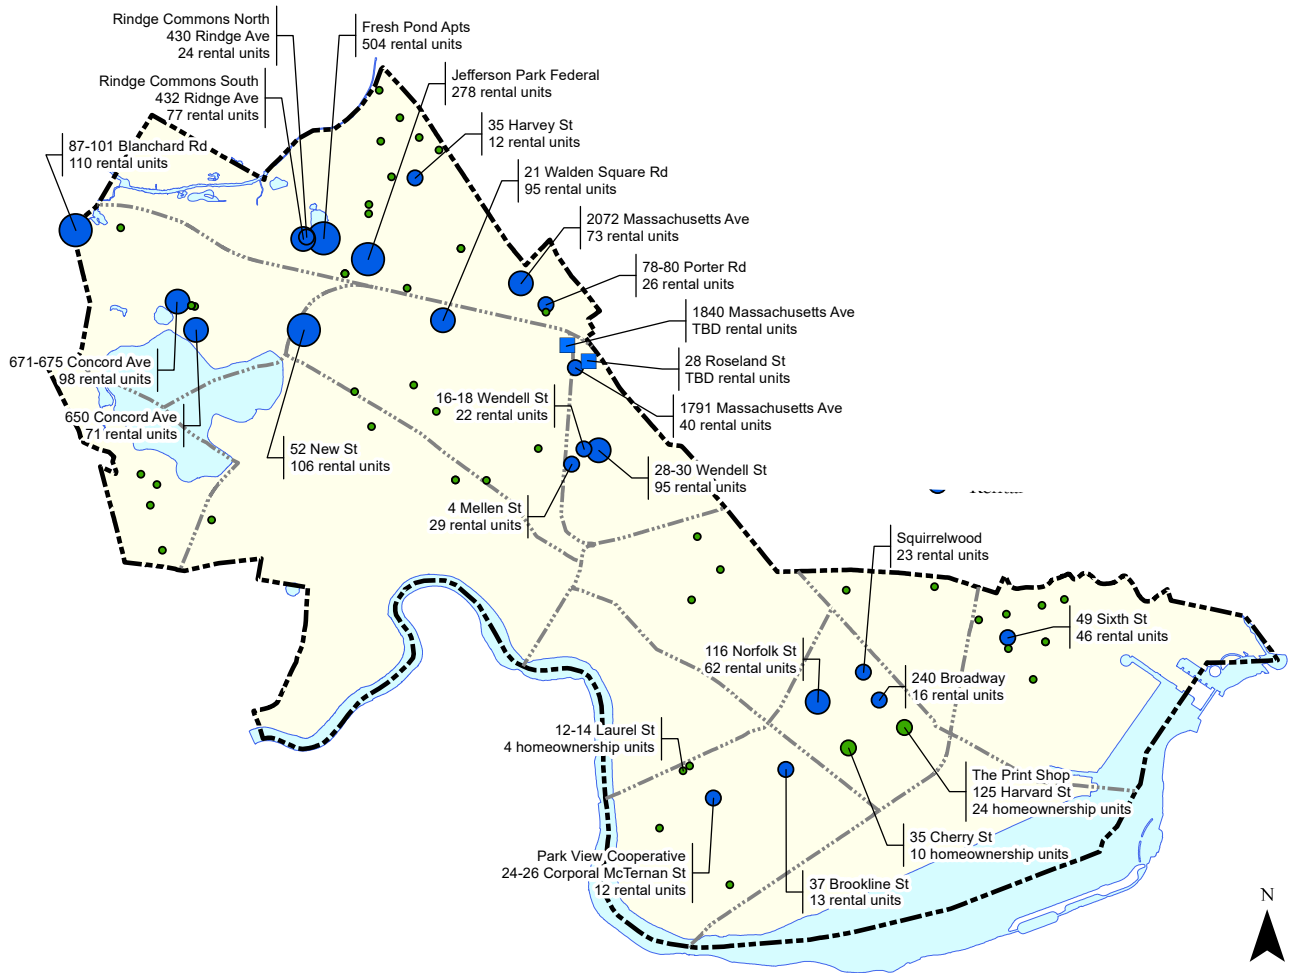 Rindge Commons North
430 Rindge Ave
24 rental units
Fresh Pond Apts
504 rental units
Rindge Commons South
432 Ridnge Ave
77 rental units
Jefferson Park Federal
278 rental units
35 Harvey St
12 rental units
87-101 Blanchard Rd
110 rental units
21 Walden Square Rd
95 rental units
2072 Massachusetts Ave
73 rental units
78-80 Porter Rd
26 rental units
1840 Massachusetts Ave
TBD rental units
28 Roseland St
TBD rental units
671-675 Concord Ave
98 rental units
1791 Massachusetts Ave
40 rental units
16-18 Wendell St
22 rental units
650 Concord Ave
71 rental units
52 New St
106 rental units
28-30 Wendell St
95 rental units
4 Mellen St
29 rental units
Squirrelwood
23 rental units
49 Sixth St
46 rental units
116 Norfolk St
62 rental units
240 Broadway
16 rental units
12-14 Laurel St
4 homeownership units
The Print Shop
125 Harvard St
24 homeownership units
35 Cherry St
10 homeownership units
Park View Cooperative
24-26 Corporal McTernan St
12 rental units
37 Brookline St
13 rental units
N